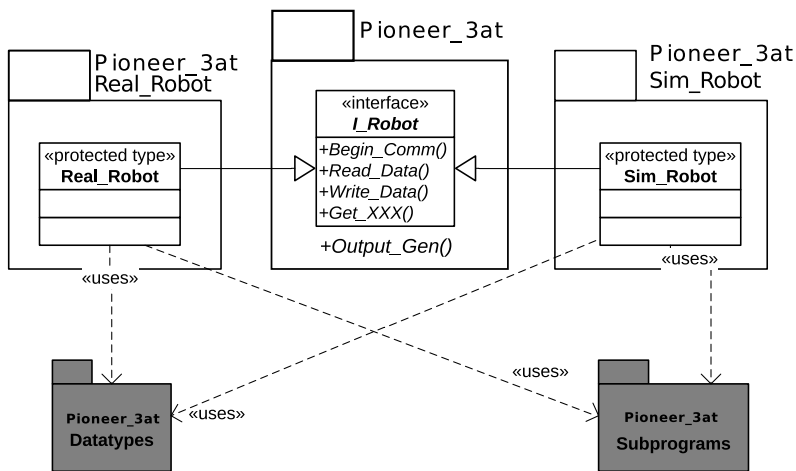 Pioneer_3at
Real_Robot
Pioneer_3at
Pioneer_3at
Sim_Robot
«interface»
I_Robot
+Begin_Comm()
+Read_Data()
+Write_Data()
+Get_XXX()
+Output_Gen()
«protected type»
Real_Robot
«protected type»
Sim_Robot
«uses»
«uses»
«uses»
«uses»
Pioneer_3at
Datatypes
Pioneer_3at
Subprograms